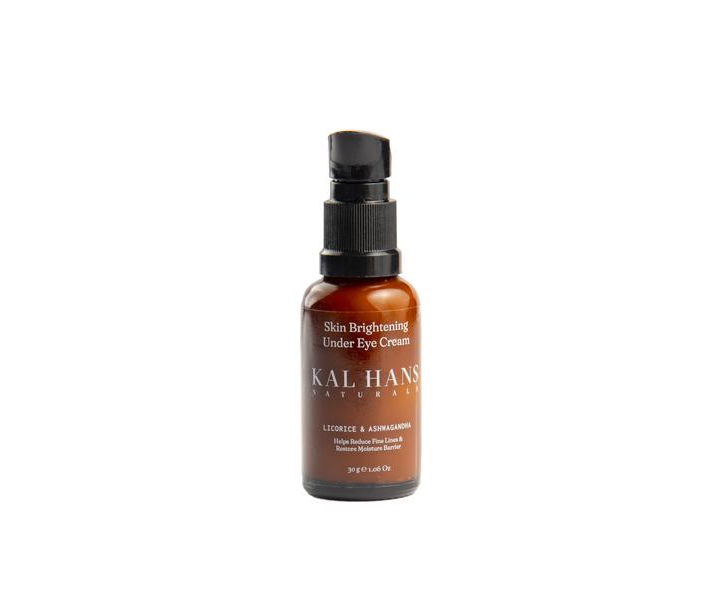 Skin Brightening
Under Eye Cream
KAL HANS
NATURALS
LICORICE & ASHWAGANDHA
Helps Reduce Fine Lines &
Restore Moisture Barrier
30 g ℮ 1.06 Oz